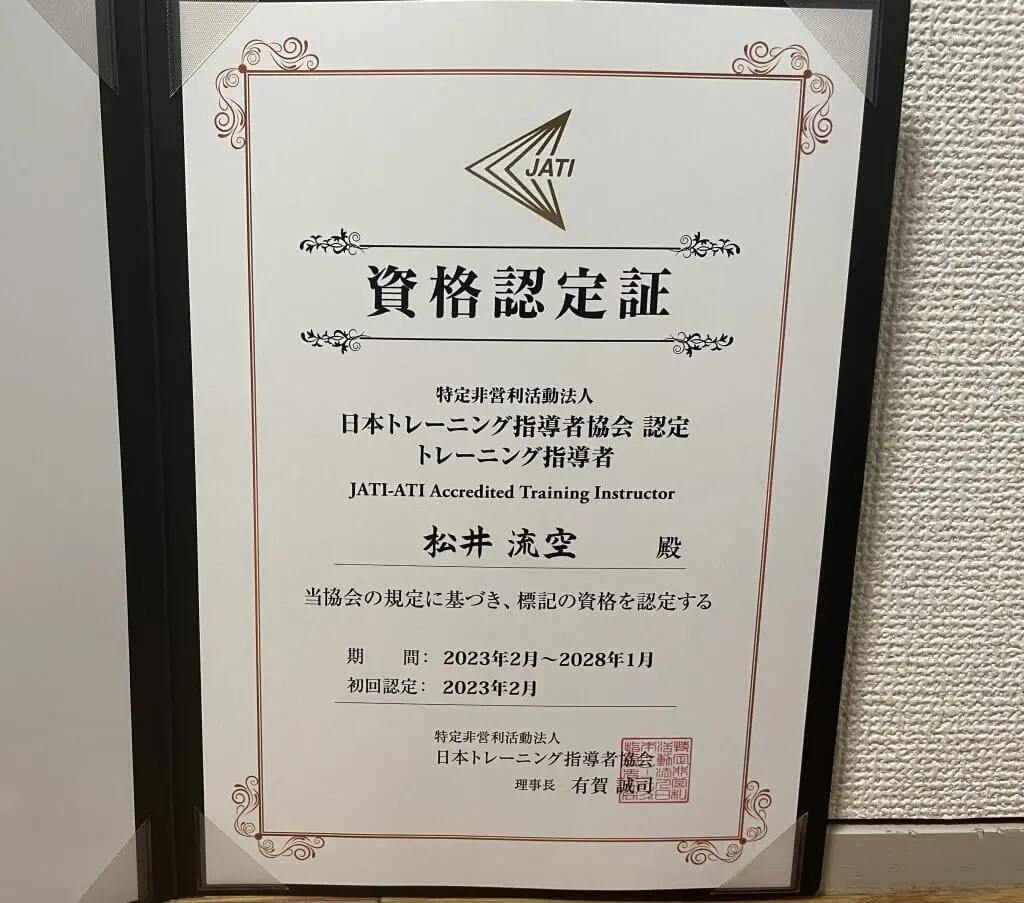 JATI
資格認定証
特定非営利活動法人
日本トレーニング指導者協会 認定
トレーニング指導者
JATI-ATI Accredited Training Instructor
松井 流空 殿
当協会の規定に基づき、標記の資格を認定する
期 間： 2023年2月～2028年1月
初回認定： 2023年2月
特定非営利活動法人
日本トレーニング指導者協会
理事長 有賀 誠司